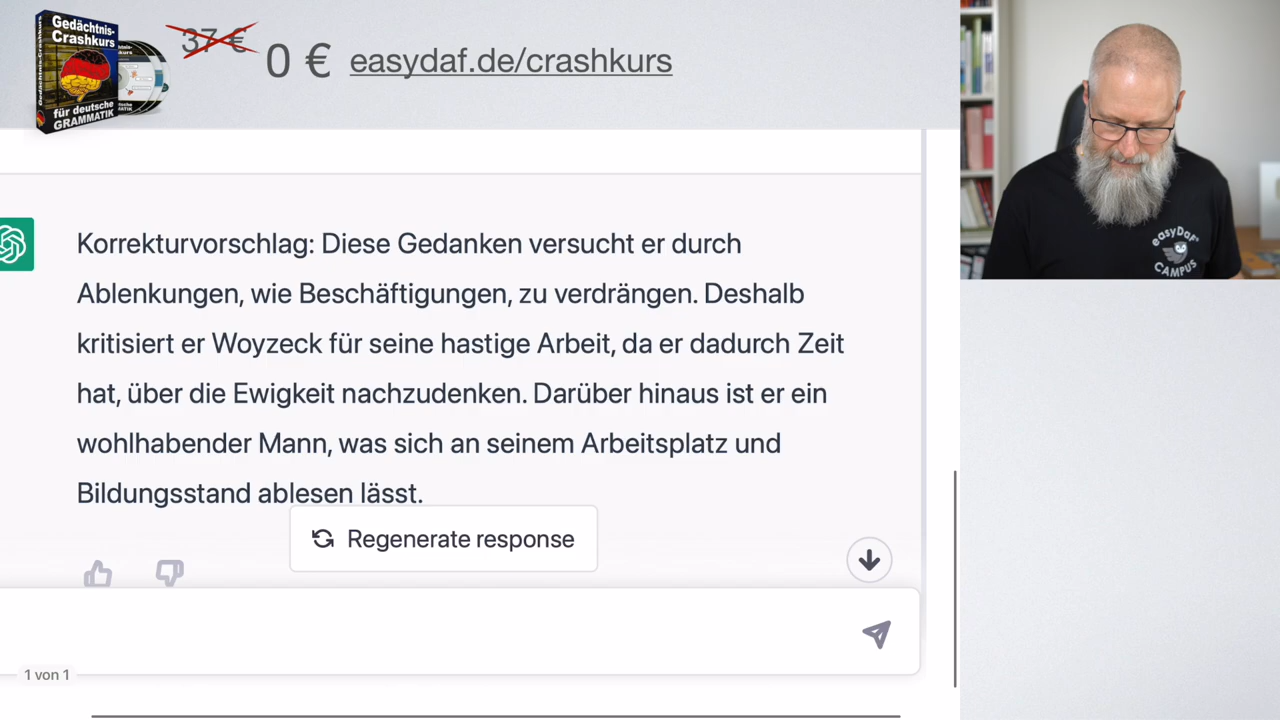 Gedächtnis-
Crashkurs
für deutsche
GRAMMATIK
37 €
0 € easydaf.de/crashkurs
easyDaF
CAMPUS
Korrekturvorschlag: Diese Gedanken versucht er durch
Ablenkungen, wie Beschäftigungen, zu verdrängen. Deshalb
kritisiert er Woyzeck für seine hastige Arbeit, da er dadurch Zeit
hat, über die Ewigkeit nachzudenken. Darüber hinaus ist er ein
wohlhabender Mann, was sich an seinem Arbeitsplatz und
Bildungsstand ablesen lässt.
Regenerate response
1 von 1